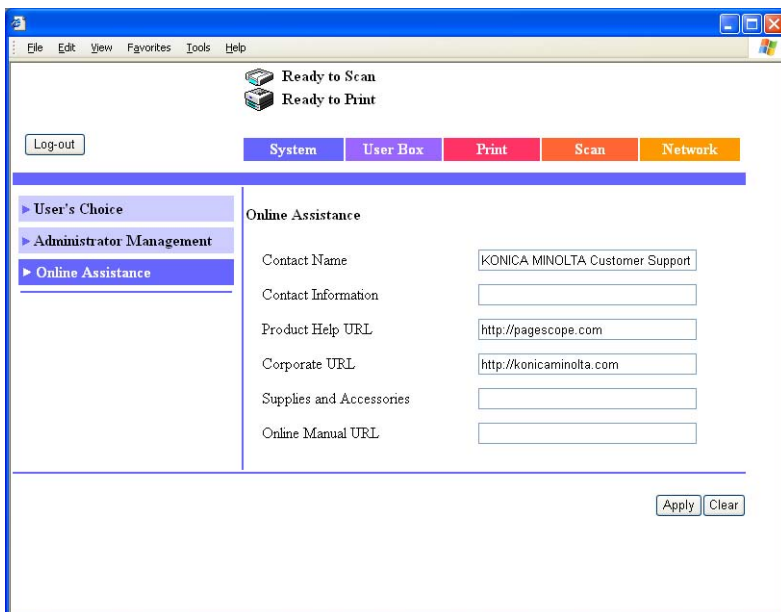 File Edit View Favorites Tools Help
Ready to Scan
Ready to Print
Log-out
System User Box Print Scan Network
User's Choice
Administrator Management
Online Assistance
Online Assistance
Contact Name KONICA MINOLTA Customer Support
Contact Information
Product Help URL http://pagescope.com
Corporate URL http://konicaminolta.com
Supplies and Accessories
Online Manual URL
Apply Clear